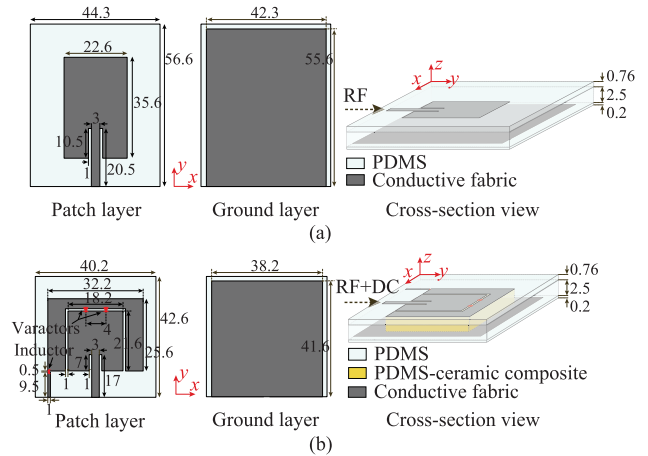 44.3
22.6
56.6
35.6
3
10.5
1
20.5
y
x
Patch layer
42.3
55.6
Ground layer
z
x
y
RF
0.76
2.5
0.2
PDMS
Conductive fabric
Cross-section view
(a)
40.2
32.2
18.2
Varactors
4
Inductor
3
21.6
25.6
42.6
7
0.5
9.5
1
1
17
1
y
x
Patch layer
38.2
41.6
Ground layer
z
x
y
RF+DC
0.76
2.5
0.2
PDMS
PDMS-ceramic composite
Conductive fabric
Cross-section view
(b)